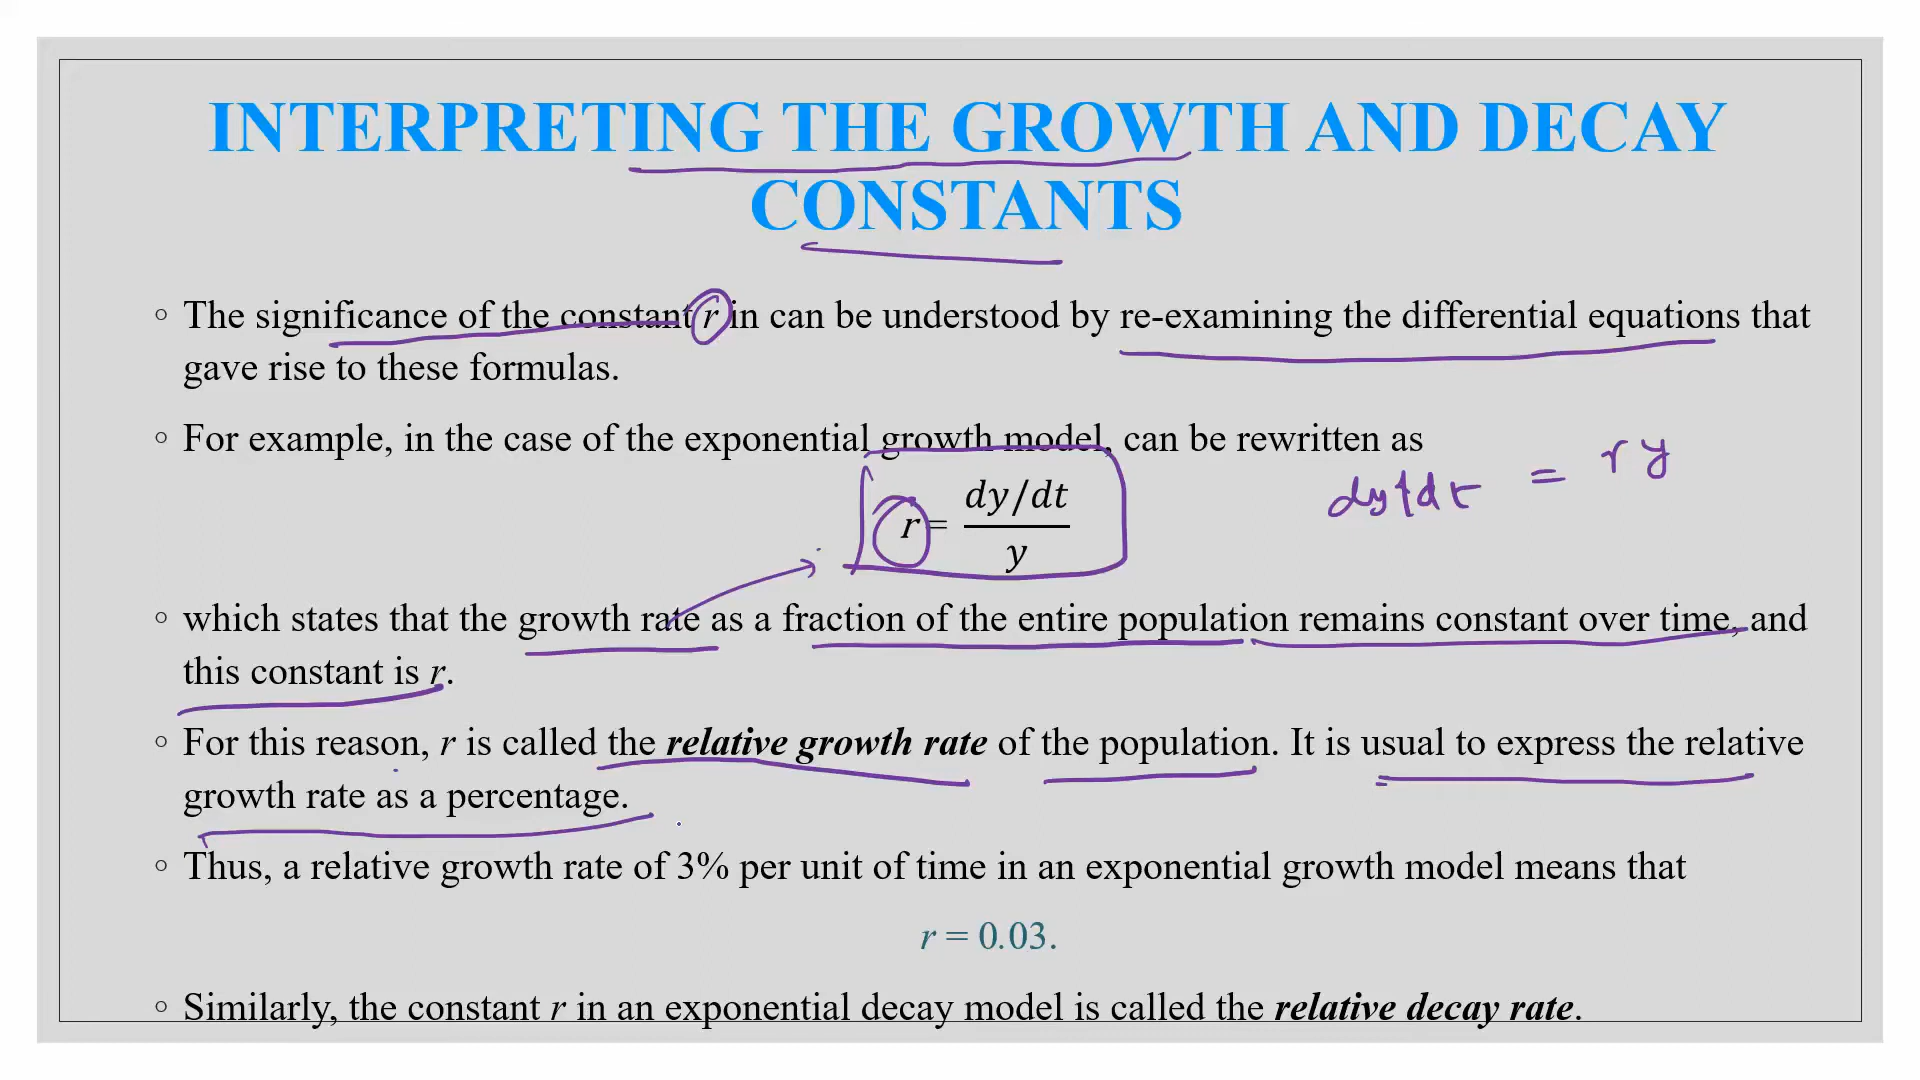 INTERPRETING THE GROWTH AND DECAY
CONSTANTS
◦ The significance of the constant r in can be understood by re-examining the differential equations that
gave rise to these formulas.
◦ For example, in the case of the exponential growth model, can be rewritten as
r = dy/dt / y
dy/dt = ry
◦ which states that the growth rate as a fraction of the entire population remains constant over time, and
this constant is r.
◦ For this reason, r is called the relative growth rate of the population. It is usual to express the relative
growth rate as a percentage.
◦ Thus, a relative growth rate of 3% per unit of time in an exponential growth model means that
r = 0.03.
◦ Similarly, the constant r in an exponential decay model is called the relative decay rate.